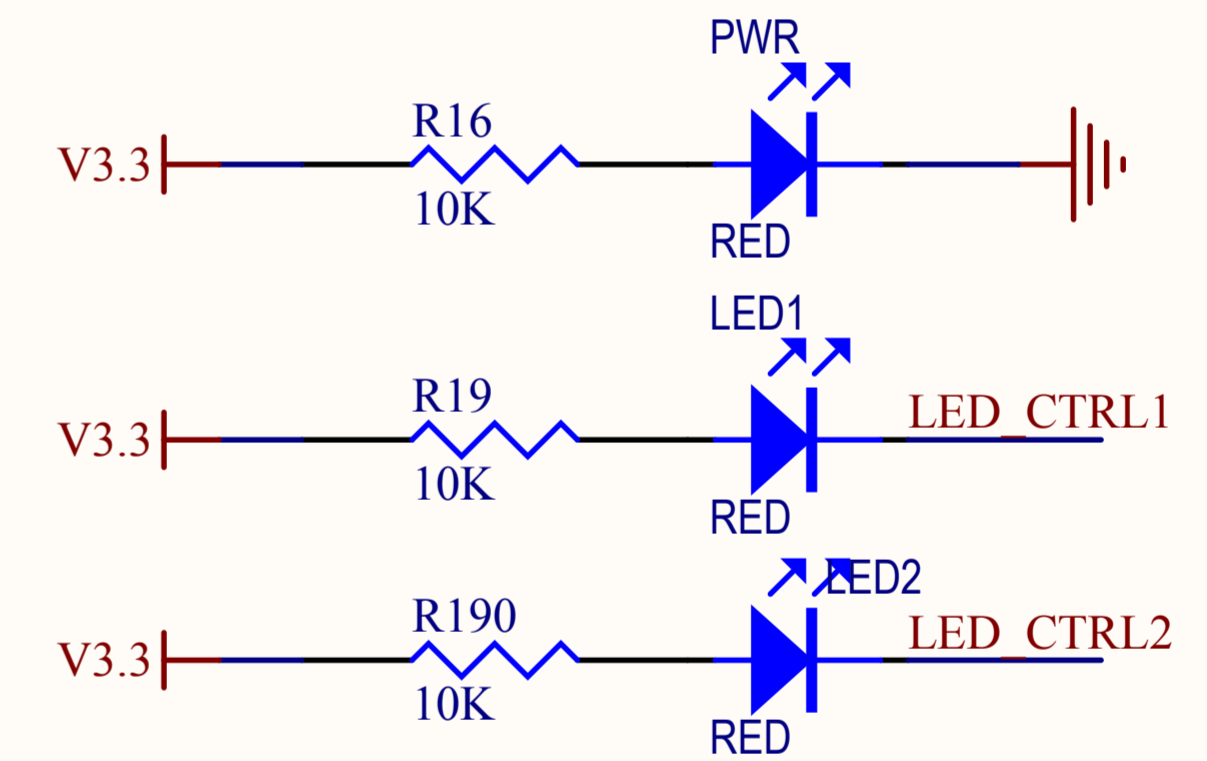 PWR
R16
V3.3
10K
RED
LED1
R19
LED_CTRL1
V3.3
10K
RED
LED2
R190
LED_CTRL2
V3.3
10K
RED